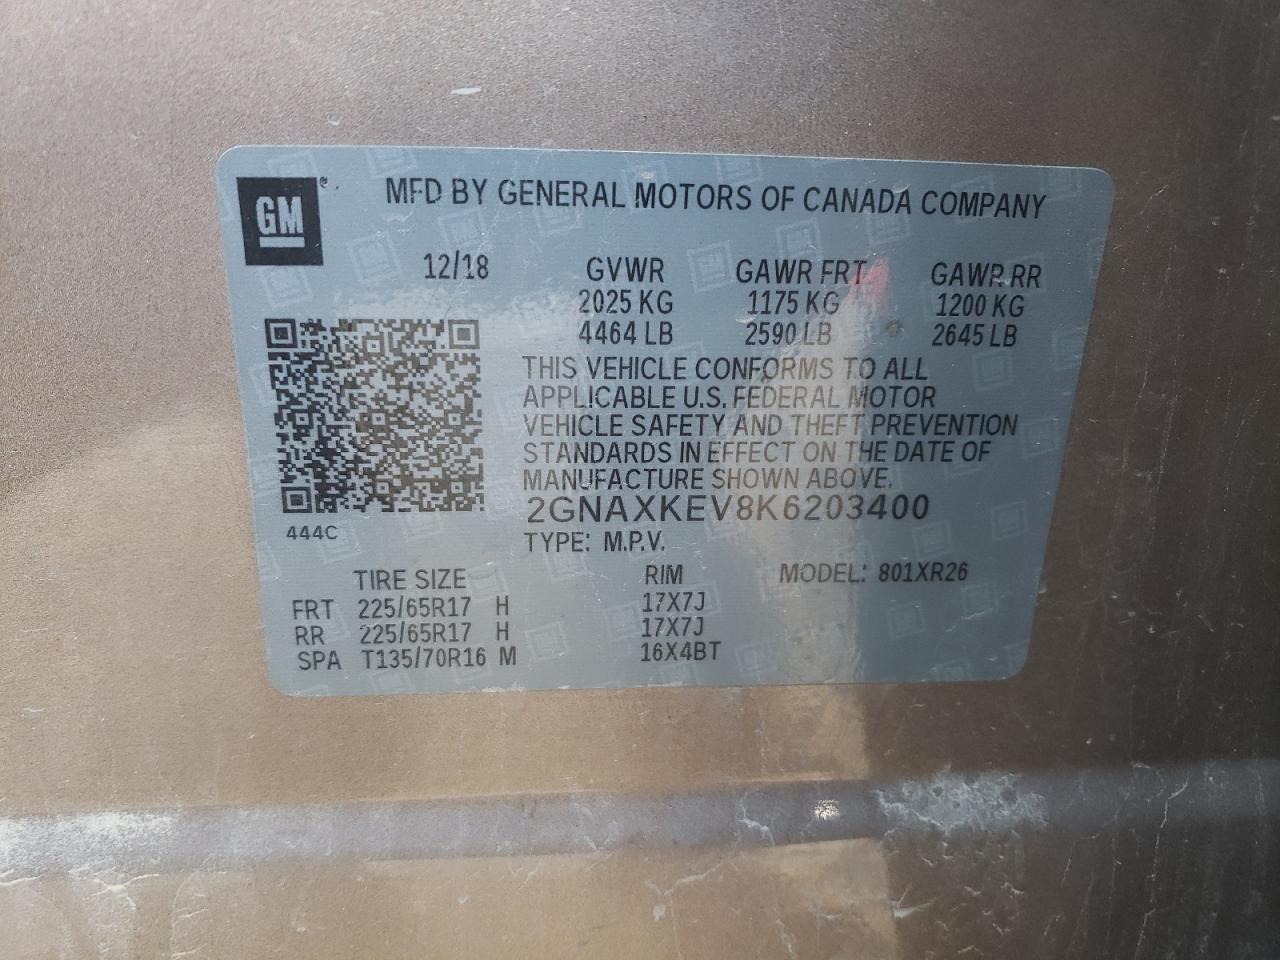 GM ® MFD BY GENERAL MOTORS OF CANADA COMPANY
12/18 GVWR GAWR FRT GAWR RR
2025 KG 1175 KG 1200 KG
4464 LB 2590 LB 2645 LB
THIS VEHICLE CONFORMS TO ALL
APPLICABLE U.S. FEDERAL MOTOR
VEHICLE SAFETY AND THEFT PREVENTION
STANDARDS IN EFFECT ON THE DATE OF
MANUFACTURE SHOWN ABOVE.
2GNAXKEV8K6203400
444C
TYPE: M.P.V.
TIRE SIZE RIM MODEL: 801XR26
FRT 225/65R17 H 17X7J
RR 225/65R17 H 17X7J
SPA T135/70R16 M 16X4BT